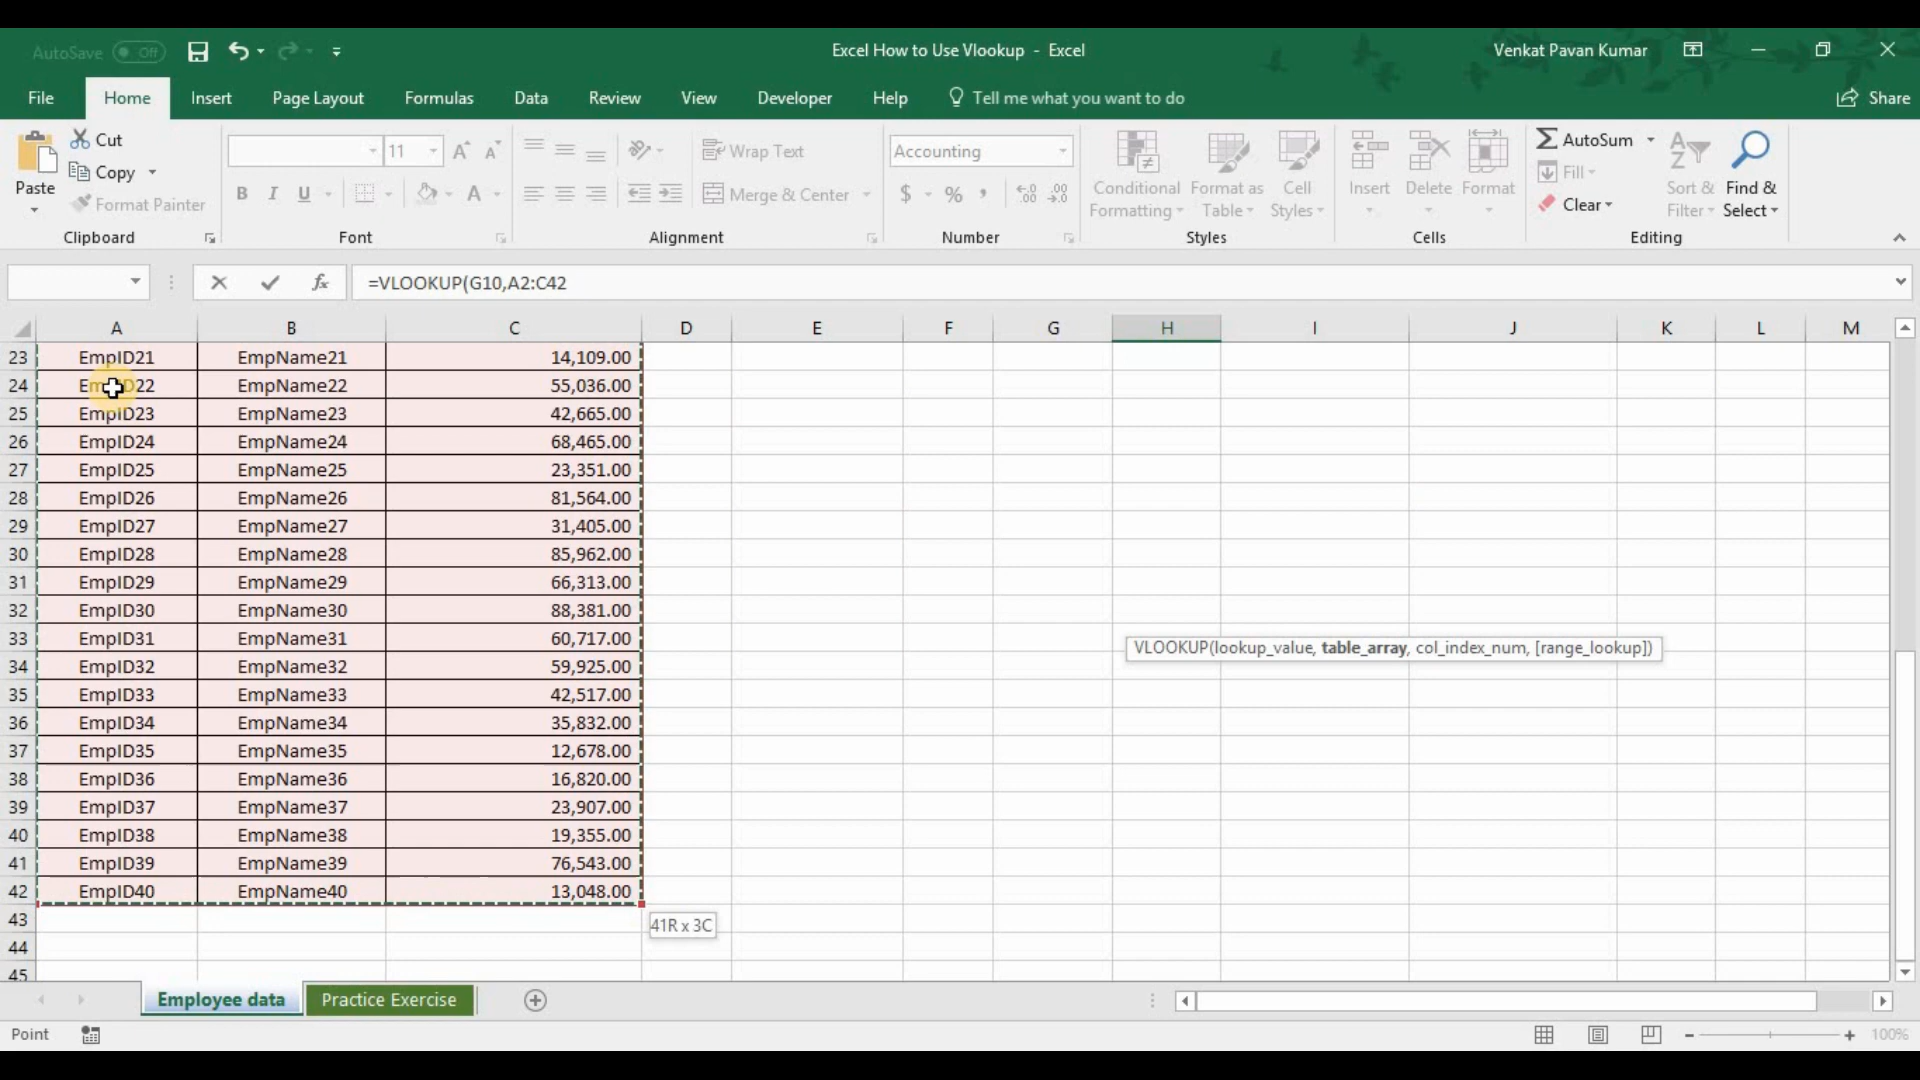 AutoSave Off Excel How to Use Vlookup - Excel Venkat Pavan Kumar
File Home Insert Page Layout Formulas Data Review View Developer Help Tell me what you want to do Share
Paste Cut Copy Format Painter Clipboard
11 B I U A Font
Wrap Text Merge & Center Alignment
Accounting $ % , Number
Conditional Formatting Format as Table Cell Styles Styles
Insert Delete Format Cells
AutoSum Fill Clear Sort & Filter Find & Select Editing
fx =VLOOKUP(G10,A2:C42
A B C D E F G H I J K L M
23 EmpID21 EmpName21 14,109.00
24 EmpID22 EmpName22 55,036.00
25 EmpID23 EmpName23 42,665.00
26 EmpID24 EmpName24 68,465.00
27 EmpID25 EmpName25 23,351.00
28 EmpID26 EmpName26 81,564.00
29 EmpID27 EmpName27 31,405.00
30 EmpID28 EmpName28 85,962.00
31 EmpID29 EmpName29 66,313.00
32 EmpID30 EmpName30 88,381.00
33 EmpID31 EmpName31 60,717.00
VLOOKUP(lookup_value, table_array, col_index_num, [range_lookup])
34 EmpID32 EmpName32 59,925.00
35 EmpID33 EmpName33 42,517.00
36 EmpID34 EmpName34 35,832.00
37 EmpID35 EmpName35 12,678.00
38 EmpID36 EmpName36 16,820.00
39 EmpID37 EmpName37 23,907.00
40 EmpID38 EmpName38 19,355.00
41 EmpID39 EmpName39 76,543.00
42 EmpID40 EmpName40 13,048.00
43 41R x 3C
44
45
Employee data Practice Exercise
Point 100%